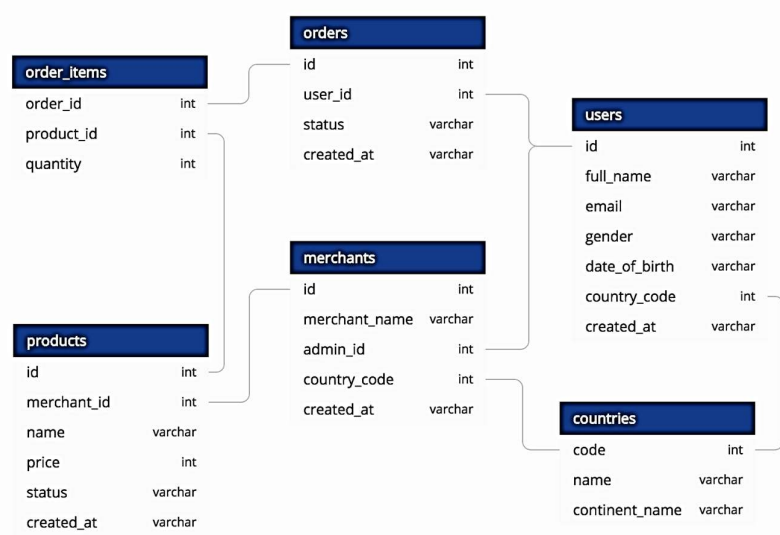 orders
id int
user_id int
status varchar
created_at varchar
order_items
order_id int
product_id int
quantity int
users
id int
full_name varchar
email varchar
gender varchar
date_of_birth varchar
country_code int
created_at varchar
merchants
id int
merchant_name varchar
admin_id int
country_code int
created_at varchar
products
id int
merchant_id int
name varchar
price int
status varchar
created_at varchar
countries
code int
name varchar
continent_name varchar